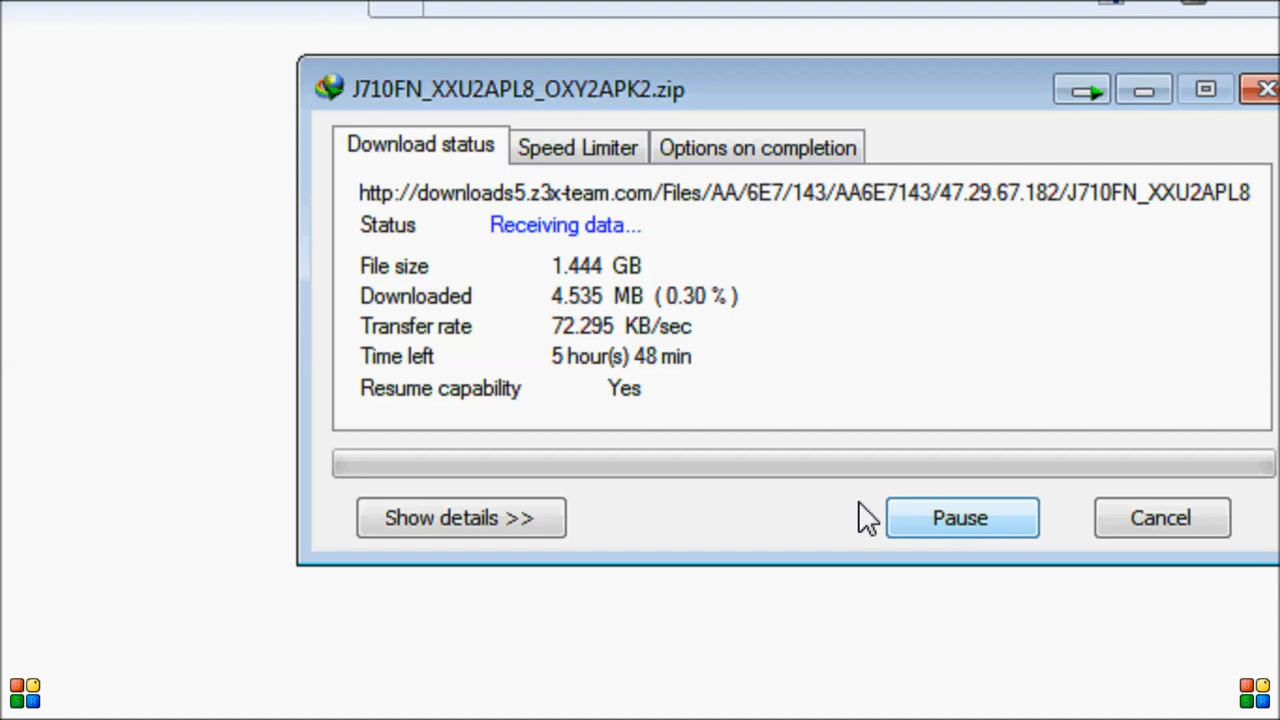 J710FN_XXU2APL8_OXY2APK2.zip
Download status Speed Limiter Options on completion
http://downloads5.z3x-team.com/Files/AA/6E7/143/AA6E7143/47.29.67.182/J710FN_XXU2APL8
Status Receiving data...
File size 1.444 GB
Downloaded 4.535 MB ( 0.30 % )
Transfer rate 72.295 KB/sec
Time left 5 hour(s) 48 min
Resume capability Yes
Show details >> Pause Cancel